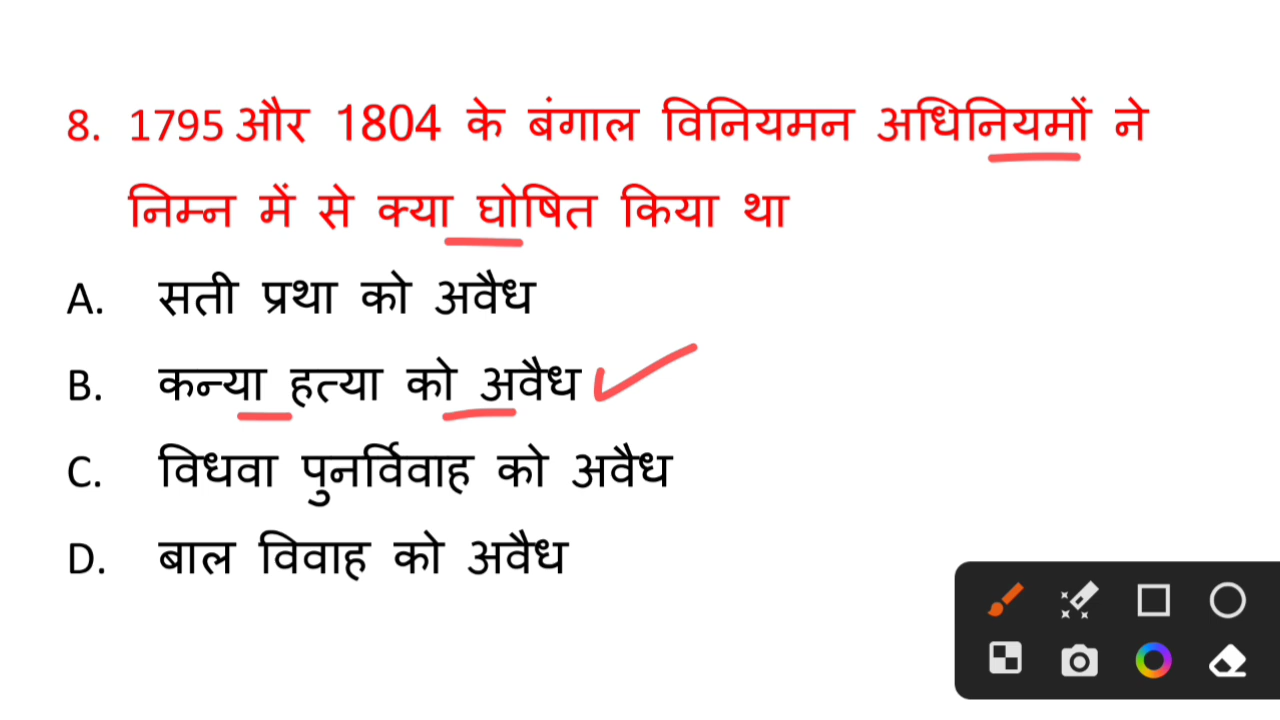 8. 1795 और 1804 के बंगाल विनियमन अधिनियमों ने
निम्न में से क्या घोषित किया था
A. सती प्रथा को अवैध
B. कन्या हत्या को अवैध
C. विधवा पुनर्विवाह को अवैध
D. बाल विवाह को अवैध